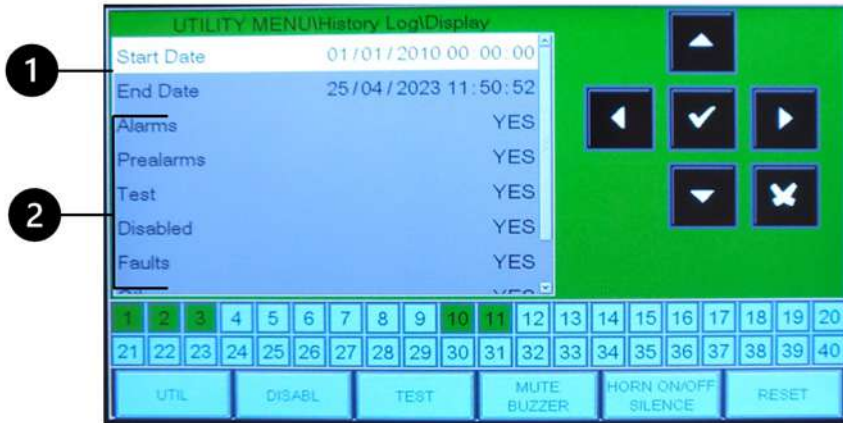 UTILITY MENU\History Log\Display
Start Date 01/01/2010 00:00:00
End Date 25/04/2023 11:50:52
Alarms YES
Prealarms YES
Test YES
Disabled YES
Faults YES
1
2
1 2 3 4 5 6 7 8 9 10 11 12 13 14 15 16 17 18 19 20
21 22 23 24 25 26 27 28 29 30 31 32 33 34 35 36 37 38 39 40
UTIL DISABL TEST MUTE BUZZER HORN ON/OFF SILENCE RESET